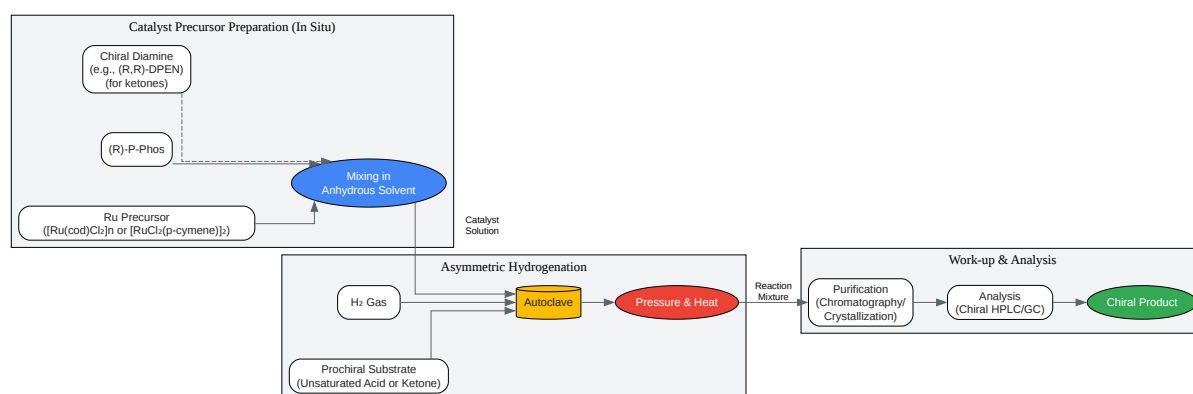 Catalyst Precursor Preparation (In Situ)
Chiral Diamine
(e.g., (R,R)-DPEN)
(for ketones)
(R)-P-Phos
Mixing in
Anhydrous Solvent
Ru Precursor
([Ru(cod)Cl₂]n or [RuCl₂(p-cymene)]₂)
Catalyst
Solution
Asymmetric Hydrogenation
H₂ Gas
Autoclave
Pressure & Heat
Prochiral Substrate
(Unsaturated Acid or Ketone)
Reaction
Mixture
Work-up & Analysis
Purification
(Chromatography/
Crystallization)
Analysis
(Chiral HPLC/GC)
Chiral Product